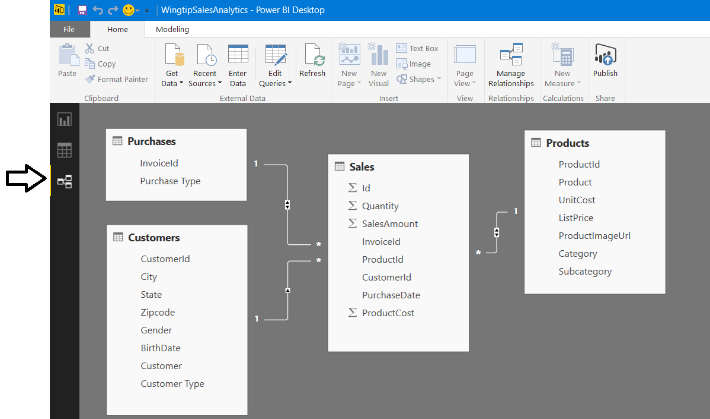 WingtipSalesAnalytics - Power BI Desktop
File Home Modeling
Paste
Cut
Copy
Format Painter
Clipboard
Get Data
Recent Sources
Enter Data
Edit Queries
Refresh
External Data
New Page
New Visual
Text Box
Image
Shapes
Insert
Page View
View
Manage Relationships
Relationships
New Measure
Calculations
Publish
Share
Purchases
InvoiceId
Purchase Type
1
*
Customers
CustomerId
City
State
Zipcode
Gender
BirthDate
Customer
Customer Type
1
*
Sales
Σ Id
Σ Quantity
Σ SalesAmount
InvoiceId
ProductId
CustomerId
PurchaseDate
Σ ProductCost
*
1
Products
ProductId
Product
UnitCost
ListPrice
ProductImageUrl
Category
Subcategory